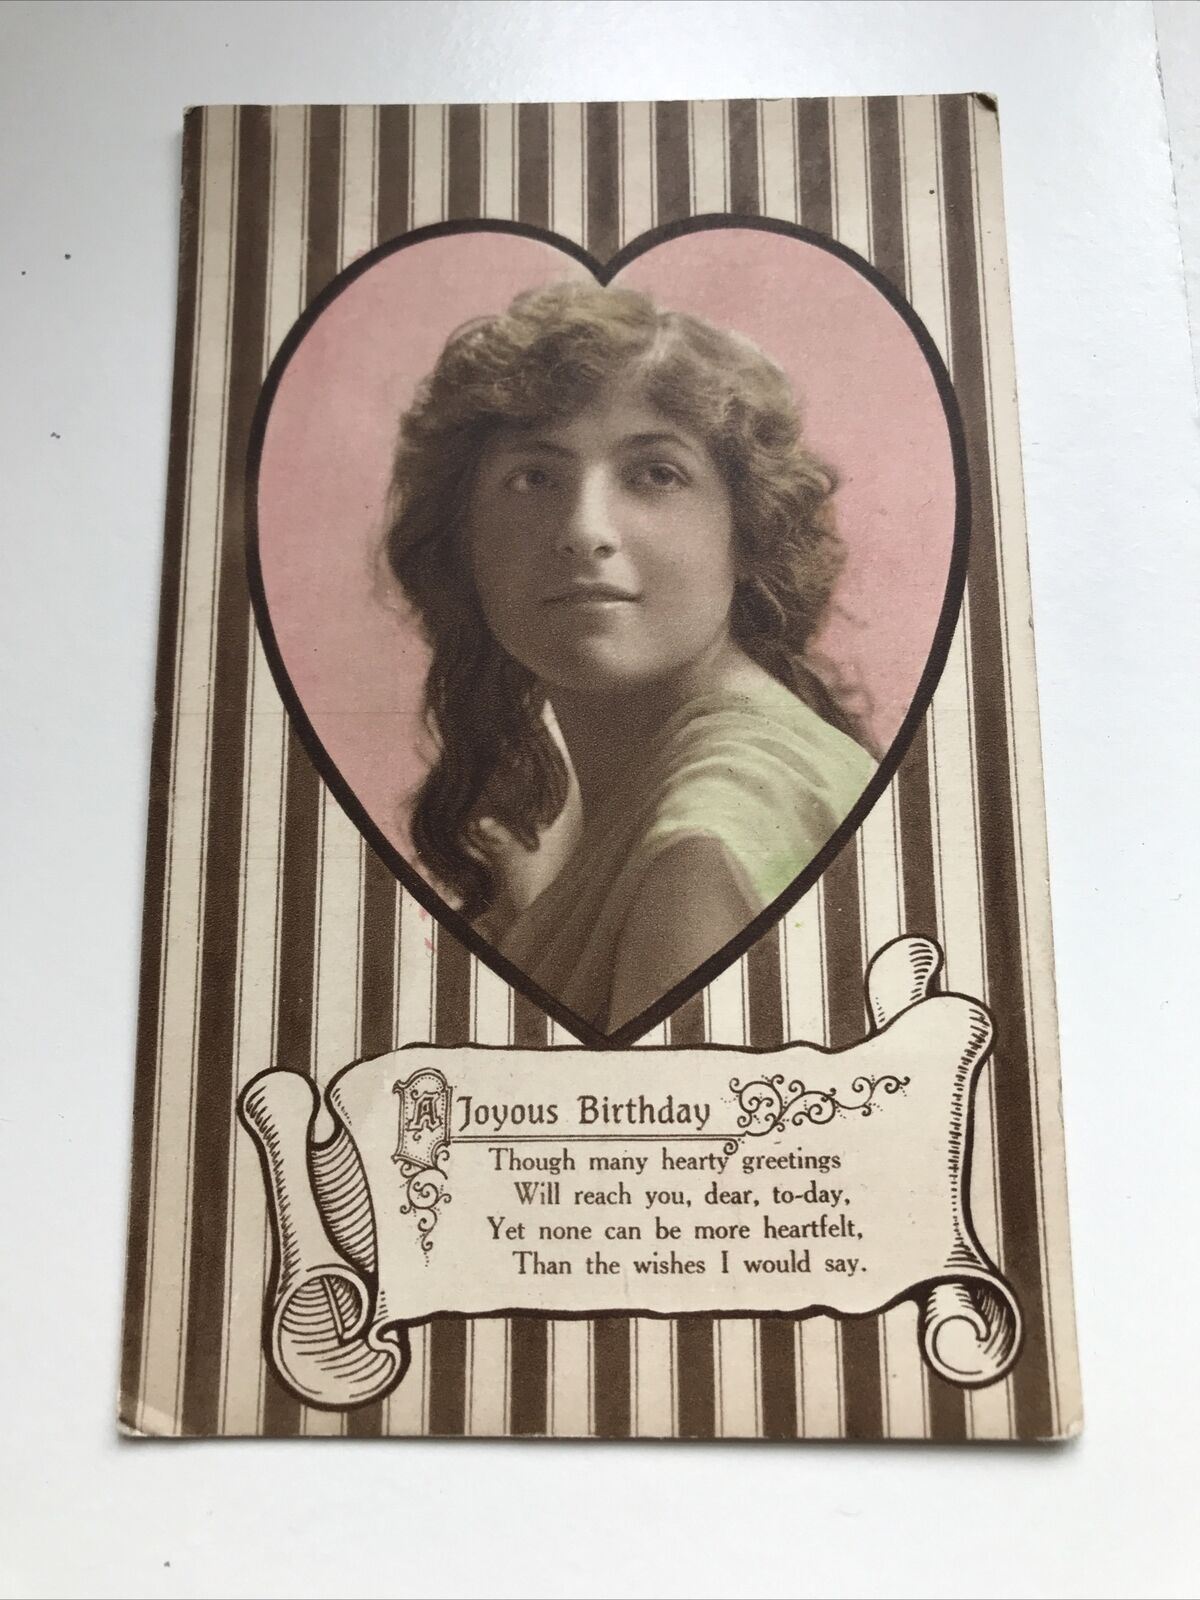 A Joyous Birthday
Though many hearty greetings
Will reach you, dear, to-day,
Yet none can be more heartfelt,
Than the wishes I would say.